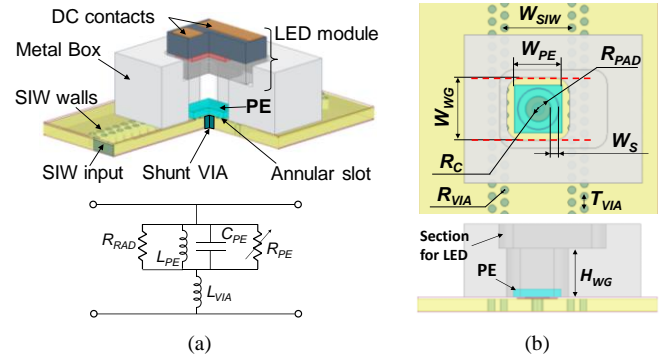 DC contacts
LED module
Metal Box
PE
SIW walls
SIW input
Shunt VIA
Annular slot
R_RAD
L_PE
C_PE
R_PE
L_VIA
(a)
W_SIW
W_PE
R_PAD
W_WG
W_S
R_C
R_VIA
T_VIA
Section
for LED
PE
H_WG
(b)